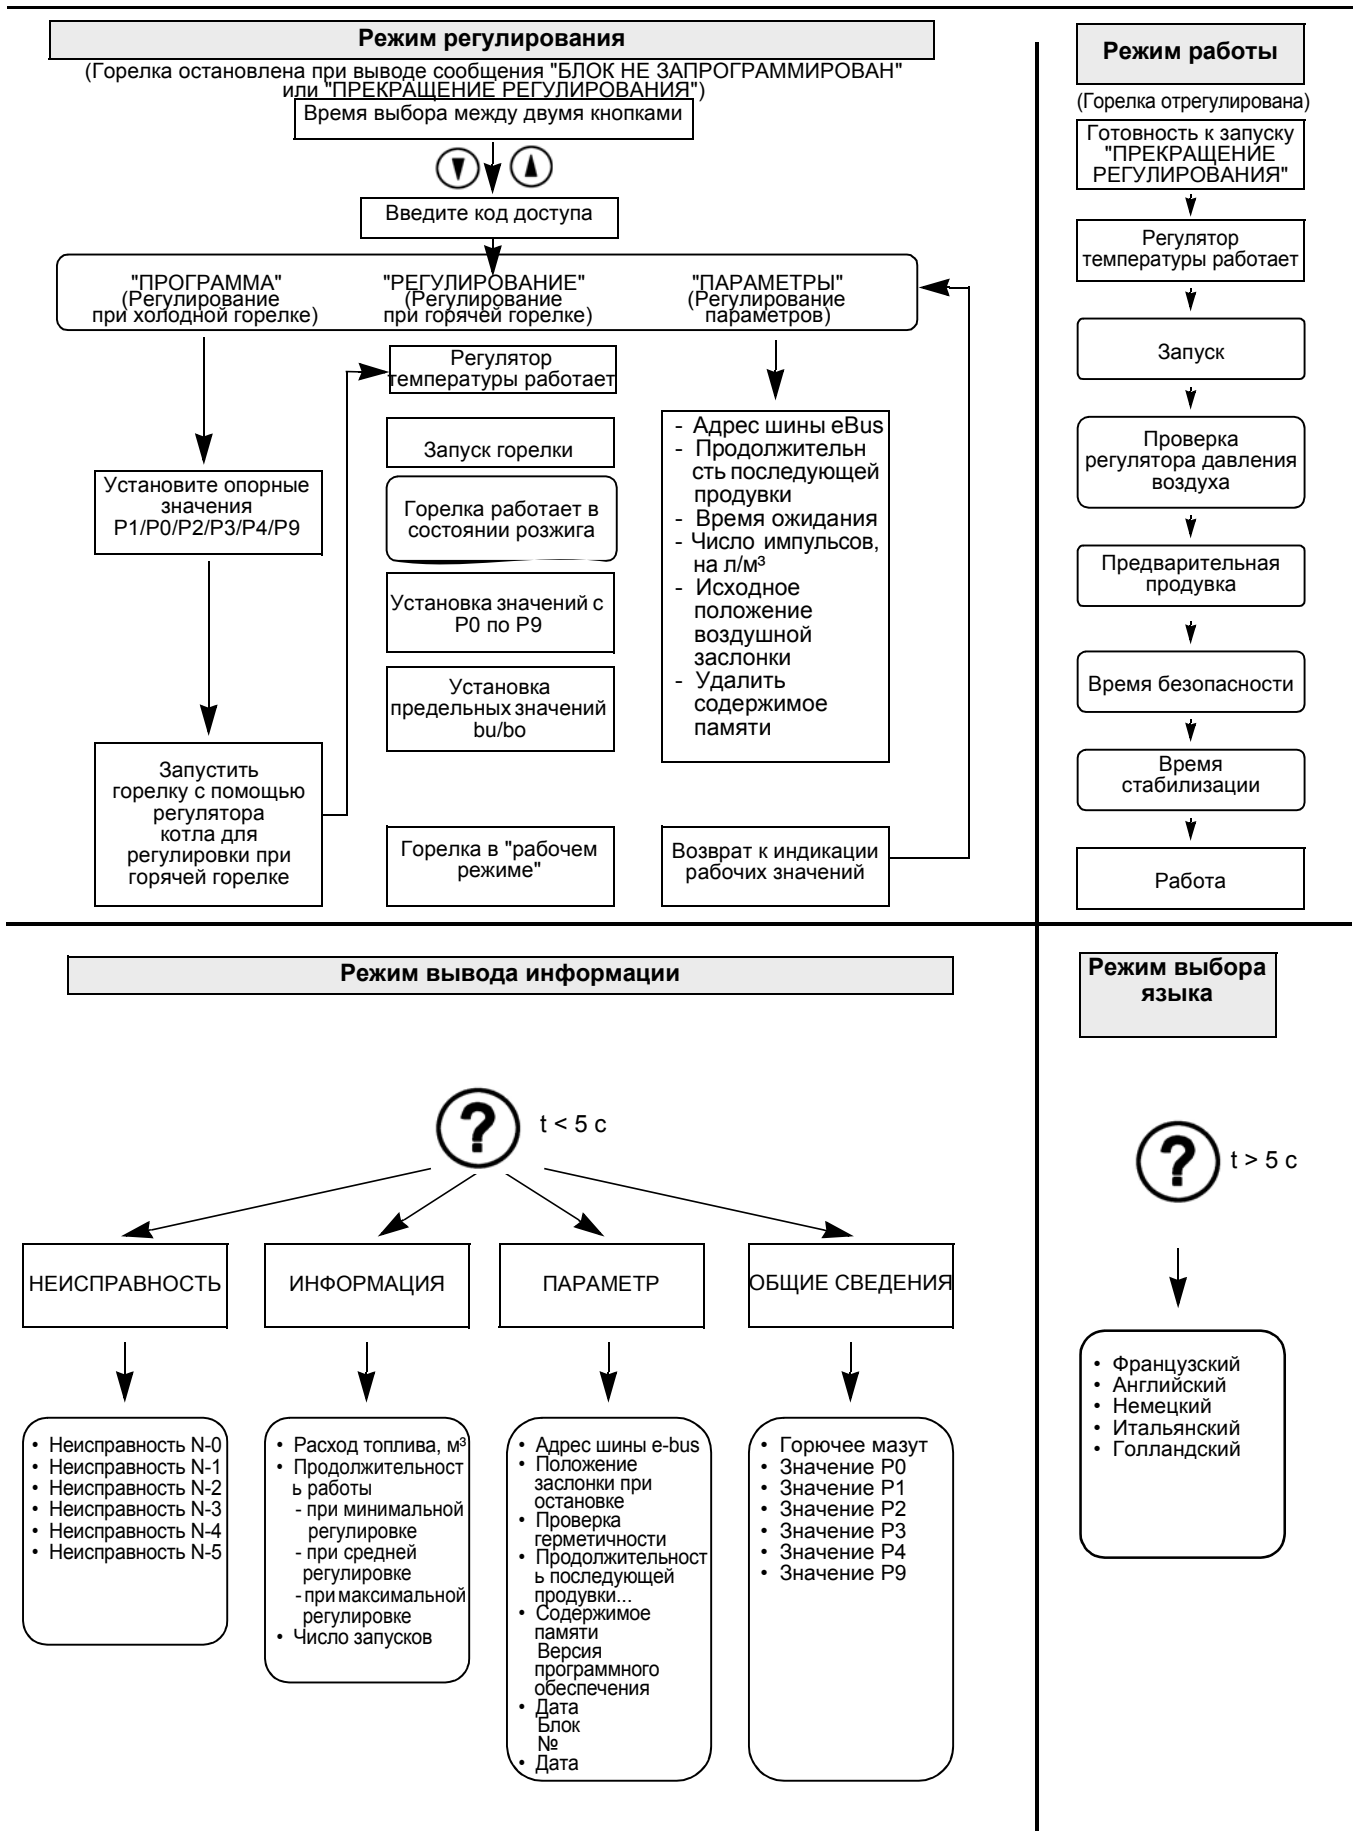 Режим регулирования
(Горелка остановлена при выводе сообщения "БЛОК НЕ ЗАПРОГРАММИРОВАН"
или "ПРЕКРАЩЕНИЕ РЕГУЛИРОВАНИЯ")
Время выбора между двумя кнопками
Введите код доступа
"ПРОГРАММА"
(Регулирование
при холодной горелке)
"РЕГУЛИРОВАНИЕ"
(Регулирование
при горячей горелке)
"ПАРАМЕТРЫ"
(Регулирование
параметров)
Установите опорные
значения
P1/P0/P2/P3/P4/P9
Запустить
горелку с помощью
регулятора
котла для
регулировки при
горячей горелке
Регулятор
температуры работает
Запуск горелки
Горелка работает в
состоянии розжига
Установка значений с
P0 по P9
Установка
предельных значений
bu/bo
Горелка в "рабочем
режиме"
- Адрес шины eBus
- Продолжительн
сть последующей
продувки
- Время ожидания
- Число импульсов,
на л/м³
- Исходное
положение
воздушной
заслонки
- Удалить
содержимое
памяти
Возврат к индикации
рабочих значений
Режим работы
(Горелка отрегулирована)
Готовность к запуску
"ПРЕКРАЩЕНИЕ
РЕГУЛИРОВАНИЯ"
Регулятор
температуры работает
Запуск
Проверка
регулятора давления
воздуха
Предварительная
продувка
Время безопасности
Время
стабилизации
Работа
Режим вывода информации
? t < 5 с
НЕИСПРАВНОСТЬ
ИНФОРМАЦИЯ
ПАРАМЕТР
ОБЩИЕ СВЕДЕНИЯ
• Неисправность N-0
• Неисправность N-1
• Неисправность N-2
• Неисправность N-3
• Неисправность N-4
• Неисправность N-5
• Расход топлива, м³
• Продолжительност
ь работы
- при минимальной
регулировке
- при средней
регулировке
- при максимальной
регулировке
• Число запусков
• Адрес шины e-bus
• Положение
заслонки при
остановке
• Проверка
герметичности
• Продолжительност
ь последующей
продувки...
• Содержимое
памяти
Версия
программного
обеспечения
• Дата
Блок
№
• Дата
• Горючее мазут
• Значение P0
• Значение P1
• Значение P2
• Значение P3
• Значение P4
• Значение P9
Режим выбора
языка
? t > 5 с
• Французский
• Английский
• Немецкий
• Итальянский
• Голландский